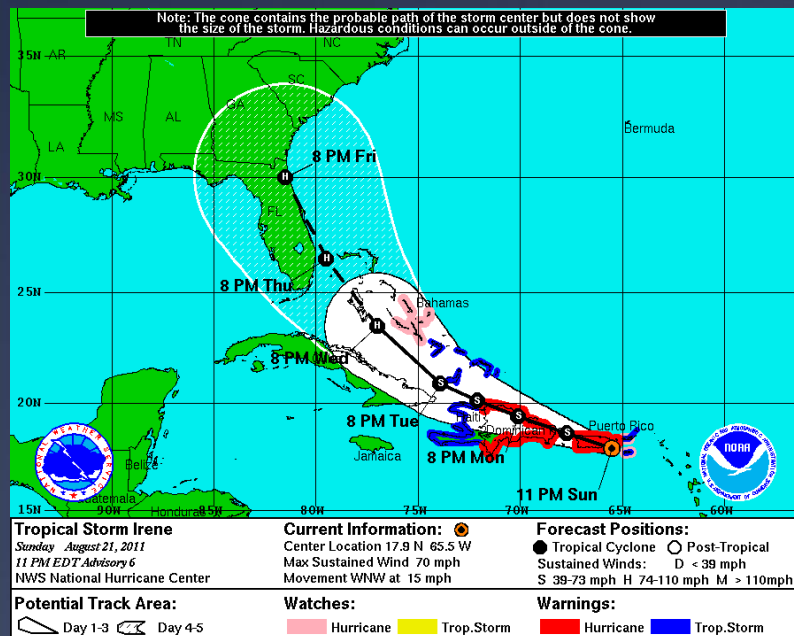 Note: The cone contains the probable path of the storm center but does not show
the size of the storm. Hazardous conditions can occur outside of the cone.
35N
AR
TN
NC
SC
MS
AL
GA
LA
Bermuda
8 PM Fri
30N
FL
8 PM Thu
25N
Bahamas
8 PM Wed
20N
8 PM Tue
Haiti
Dominican R
Puerto Rico
Jamaica
8 PM Mon
Belize
11 PM Sun
Guatemala
Honduras
15N
90W
85W
80W
75W
70W
65W
60W
NATIONAL WEATHER SERVICE
NOAA
Tropical Storm Irene
Sunday August 21, 2011
11 PM EDT Advisory 6
NWS National Hurricane Center
Current Information:
Center Location 17.9 N 65.5 W
Max Sustained Wind 70 mph
Movement WNW at 15 mph
Forecast Positions:
Tropical Cyclone Post-Tropical
Sustained Winds: D < 39 mph
S 39-73 mph H 74-110 mph M > 110mph
Potential Track Area:
Day 1-3 Day 4-5
Watches:
Hurricane Trop.Storm
Warnings:
Hurricane Trop.Storm